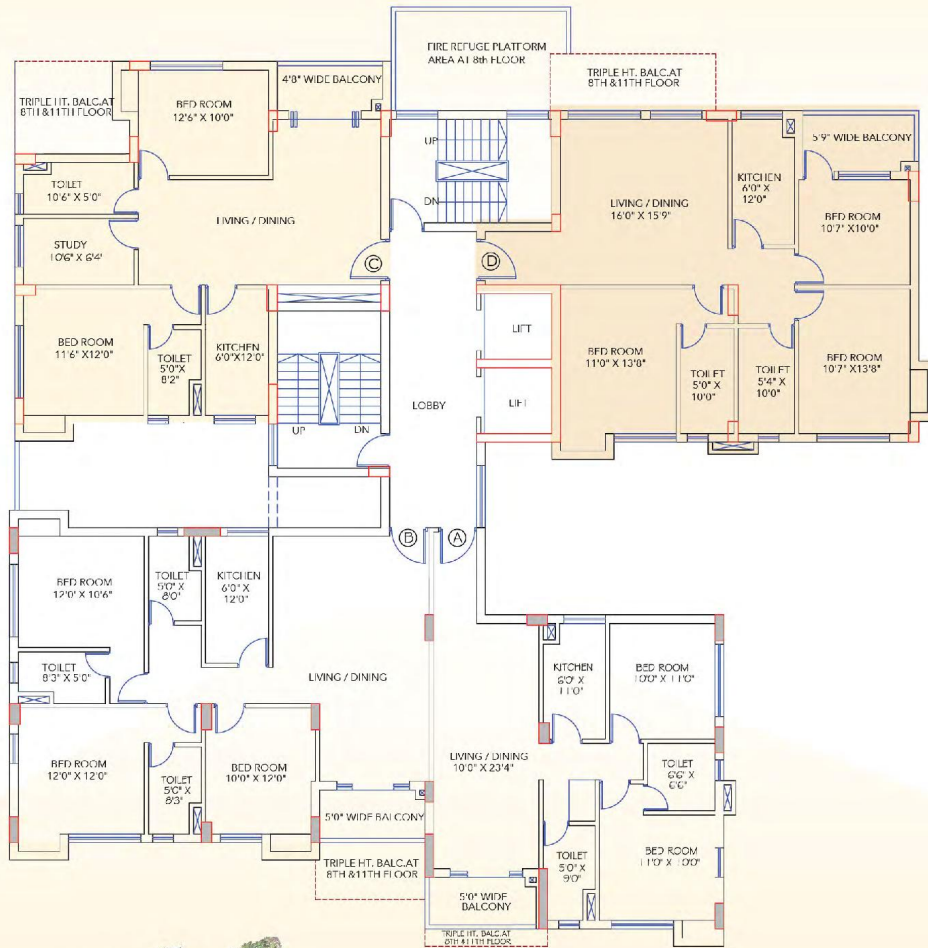 FIRE REFUGE PLATFORM
AREA AT 8th FLOOR
TRIPLE HT. BALC.AT
8TH &11TH FLOOR
BED ROOM
12'6" X 10'0"
4'8" WIDE BALCONY
TRIPLE HT. BALC.AT
8TH &11TH FLOOR
5'9" WIDE BALCONY
UP
DN
TOILET
10'6" X 5'0"
LIVING / DINING
STUDY
10'6" X 6'4'
LIVING / DINING
16'0" X 15'9"
KITCHEN
6'0" X
12'0"
BED ROOM
10'7" X10'0"
C
D
BED ROOM
11'6" X12'0"
TOILET
5'0"X
8'2"
KITCHEN
6'0"X12'0"
UP
DN
LOBBY
LIFT
LIFT
BED ROOM
11'0" X 13'8"
TOILET
5'0" X
10'0"
TOILET
5'4" X
10'0"
BED ROOM
10'7" X13'8"
B
A
BED ROOM
12'0" X 10'6"
TOILET
5'0" X
8'0"
KITCHEN
6'0" X
12'0"
TOILET
8'3" X 5'0"
LIVING / DINING
KITCHEN
6'0" X
11'0"
BED ROOM
10'0" X 11'0"
BED ROOM
12'0" X 12'0"
TOILET
5'0" X
8'3"
BED ROOM
10'0" X 12'0"
LIVING / DINING
10'0" X 23'4"
TOILET
6'6" X
6'6"
5'0" WIDE BALCONY
TOILET
5'0" X
9'0"
BED ROOM
11'0" X 10'0"
TRIPLE HT. BALC.AT
8TH &11TH FLOOR
5'0" WIDE
BALCONY
TRIPLE HT. BALC.AT
8TH &11TH FLOOR